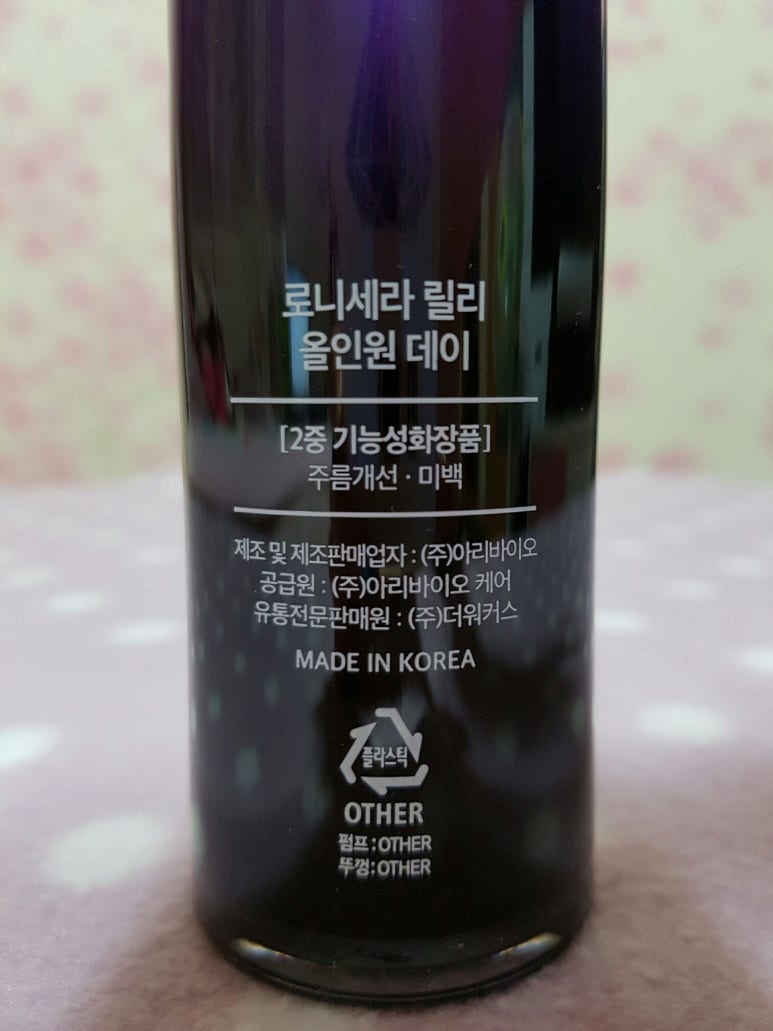 로니세라 릴리
올인원 데이
[2중 기능성화장품]
주름개선 · 미백
제조 및 제조판매업자 : (주)아리바이오
공급원 : (주)아리바이오 케어
유통전문판매원 : (주)더워커스
MADE IN KOREA
플라스틱
OTHER
펌프 : OTHER
뚜껑 : OTHER